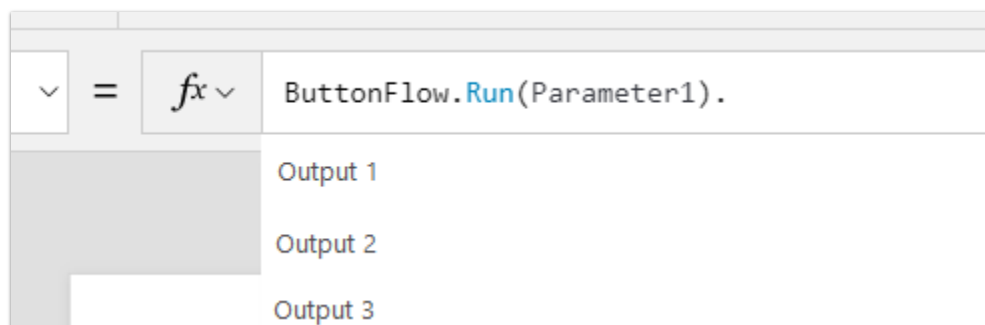 = fx ButtonFlow.Run(Parameter1).
Output 1
Output 2
Output 3